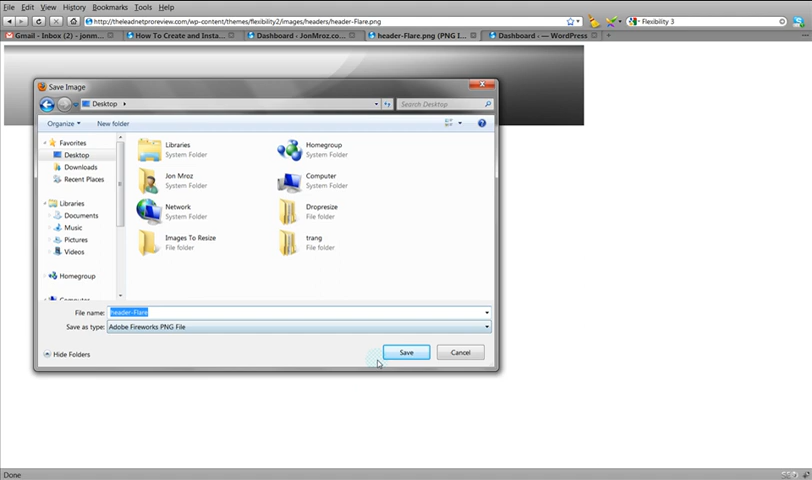 File Edit View History Bookmarks Tools Help
http://theleadnetproreview.com/wp-content/themes/flexibility2/images/headers/header-Flare.png
Flexibility 3
Gmail - Inbox (2) - jonm...
How To Create and Insta...
Dashboard - JonMroz.co...
header-Flare.png (PNG I...
Dashboard ‹ — WordPress
Save Image
Desktop
Search Desktop
Organize
New folder
Favorites
Desktop
Downloads
Recent Places
Libraries
Documents
Music
Pictures
Videos
Homegroup
Libraries
System Folder
Homegroup
System Folder
Jon Mroz
System Folder
Computer
System Folder
Network
System Folder
Dropresize
File folder
Images To Resize
File folder
trang
File folder
File name: header-Flare
Save as type: Adobe Fireworks PNG File
Hide Folders
Save
Cancel
Done